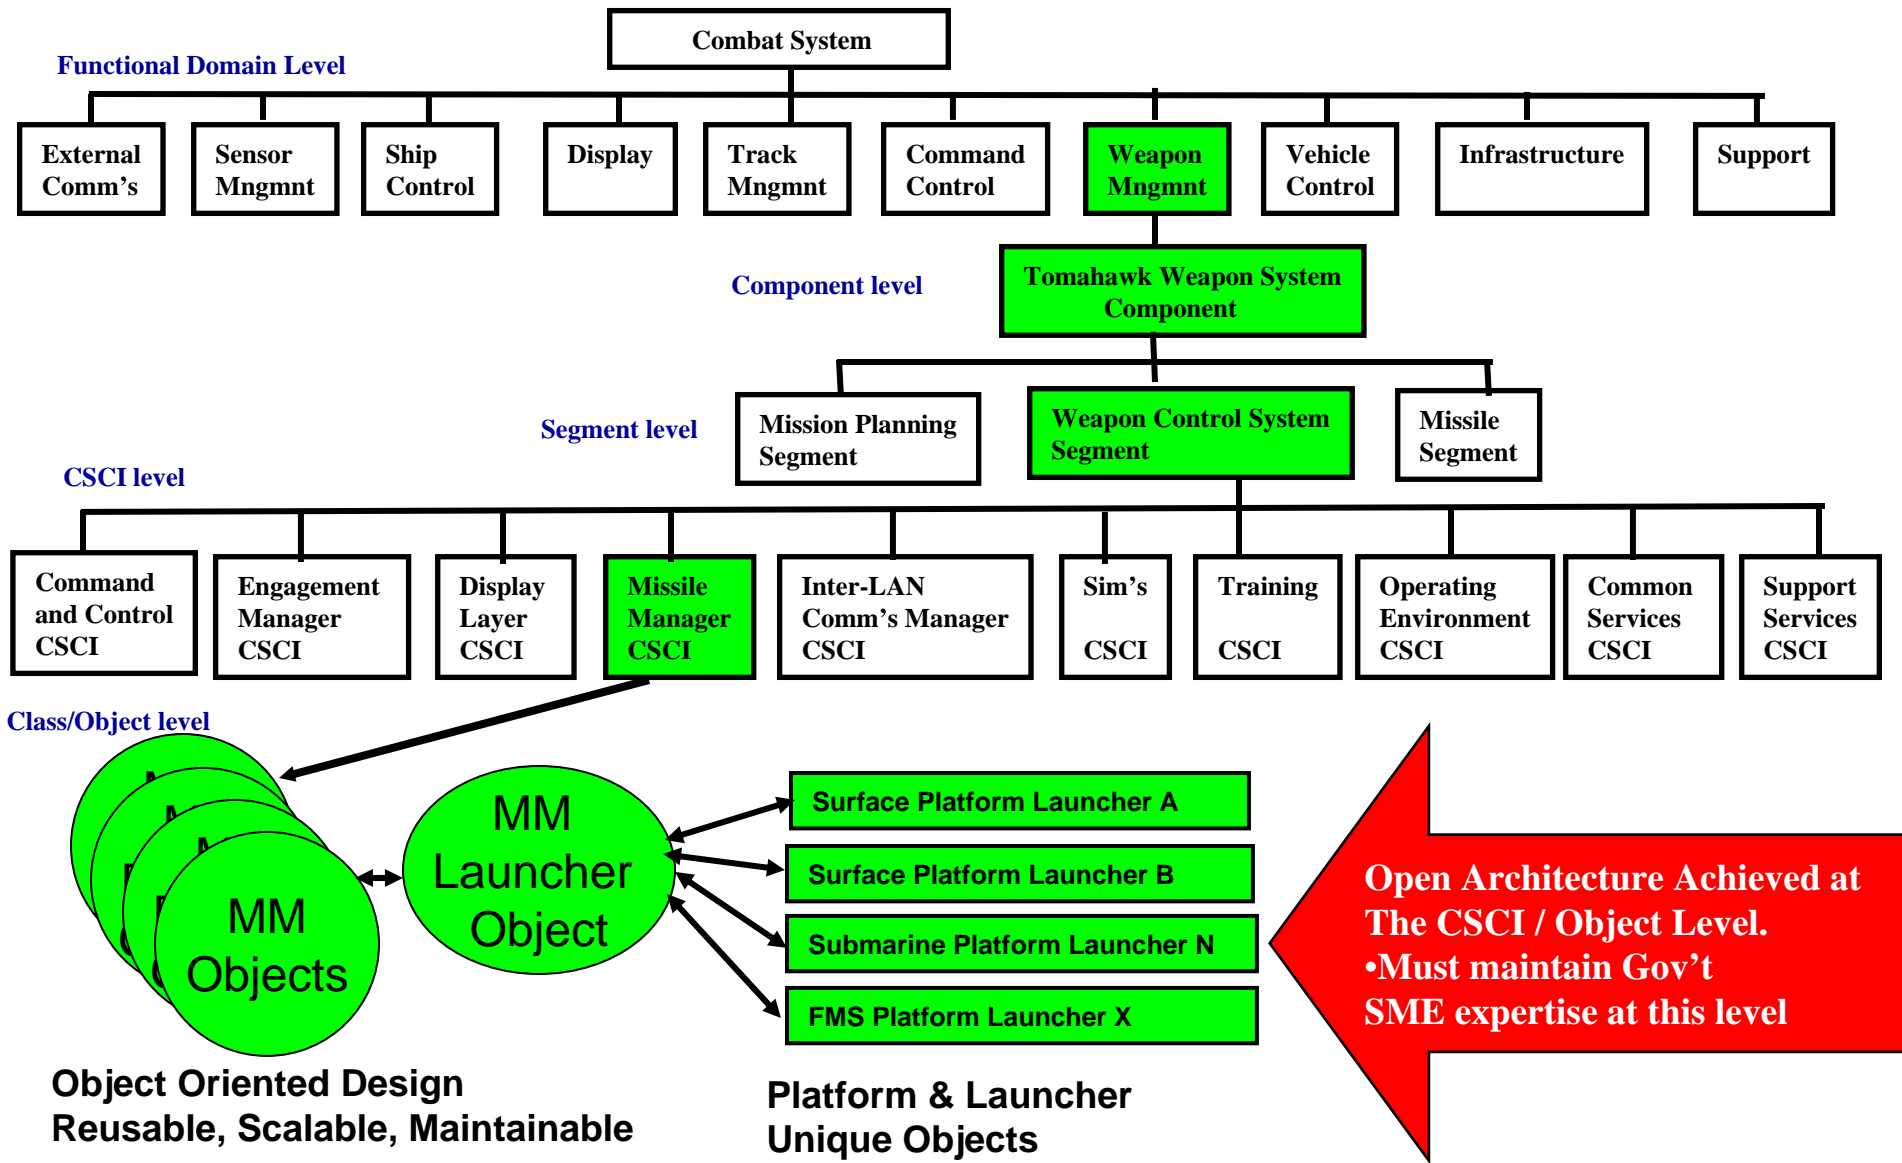 Combat System
Functional Domain Level
External
Comm's
Sensor
Mngmnt
Ship
Control
Display
Track
Mngmnt
Command
Control
Weapon
Mngmnt
Vehicle
Control
Infrastructure
Support
Component level
Tomahawk Weapon System
Component
Segment level
Mission Planning
Segment
Weapon Control System
Segment
Missile
Segment
CSCI level
Command
and Control
CSCI
Engagement
Manager
CSCI
Display
Layer
CSCI
Missile
Manager
CSCI
Inter-LAN
Comm's Manager
CSCI
Sim's
CSCI
Training
CSCI
Operating
Environment
CSCI
Common
Services
CSCI
Support
Services
CSCI
Class/Object level
MM
Objects
MM
Launcher
Object
Surface Platform Launcher A
Surface Platform Launcher B
Submarine Platform Launcher N
FMS Platform Launcher X
Open Architecture Achieved at
The CSCI / Object Level.
•Must maintain Gov't
SME expertise at this level
Object Oriented Design
Reusable, Scalable, Maintainable
Platform & Launcher
Unique Objects